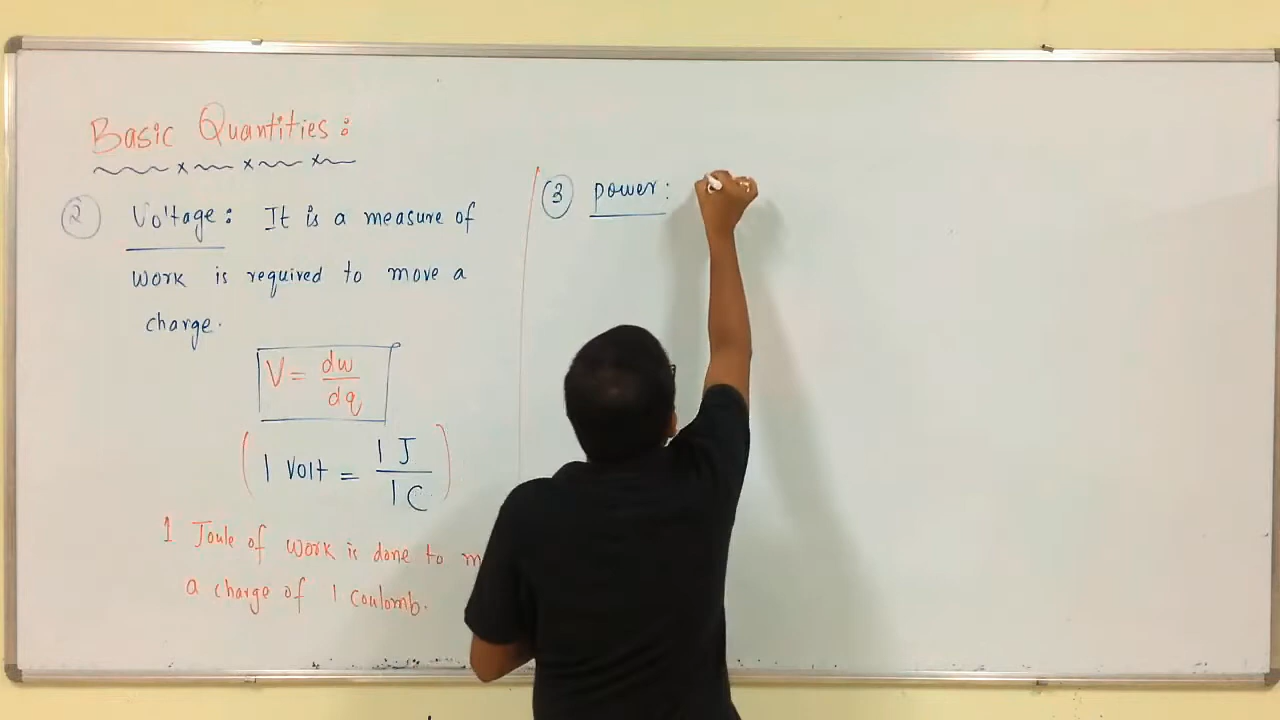 Basic Quantities:
2 Voltage: It is a measure of
work is required to move a
charge.
V = dw/dq
(1 Volt = 1 J/1 C)
1 Joule of work is done to
a charge of 1 coulomb.
3 power: